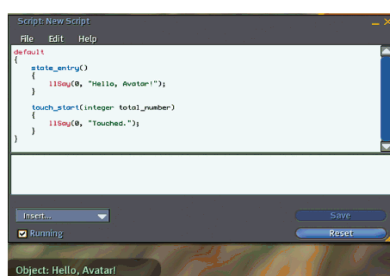 Script: New Script
File Edit Help
default
{
state_entry()
{
llSay(0, "Hello, Avatar!");
}
touch_start(integer total_number)
{
llSay(0, "Touched.");
}
}
Insert...
Save
Running
Reset
Object: Hello, Avatar!